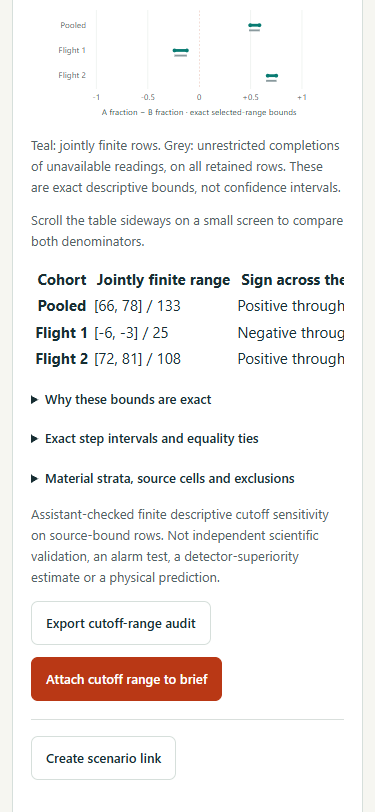 Pooled
Flight 1
Flight 2
-1 -0.5 0 +0.5 +1
A fraction − B fraction · exact selected-range bounds
Teal: jointly finite rows. Grey: unrestricted completions
of unavailable readings, on all retained rows. These
are exact descriptive bounds, not confidence intervals.
Scroll the table sideways on a small screen to compare
both denominators.
Cohort Jointly finite range Sign across the
Pooled [66, 78] / 133 Positive through
Flight 1 [-6, -3] / 25 Negative throug
Flight 2 [72, 81] / 108 Positive through
Why these bounds are exact
Exact step intervals and equality ties
Material strata, source cells and exclusions
Assistant-checked finite descriptive cutoff sensitivity
on source-bound rows. Not independent scientific
validation, an alarm test, a detector-superiority
estimate or a physical prediction.
Export cutoff-range audit
Attach cutoff range to brief
Create scenario link